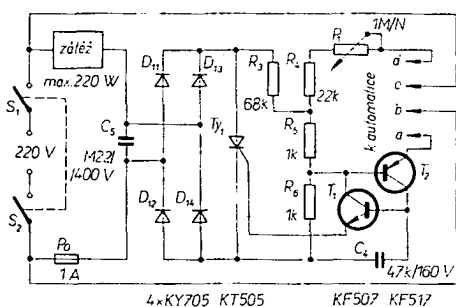 zátěž
max. 220 W
S1
220 V
S2
Po
1 A
C5
M22/
/400 V
D11
D13
D12
D14
Ty1
R3
68k
R4
22k
P1
1M/N
R5
1k
R6
1k
k automatice
d
c
b
a
T1
T2
C4
47k/160 V
4×KY705 KT505 KF507 KF517